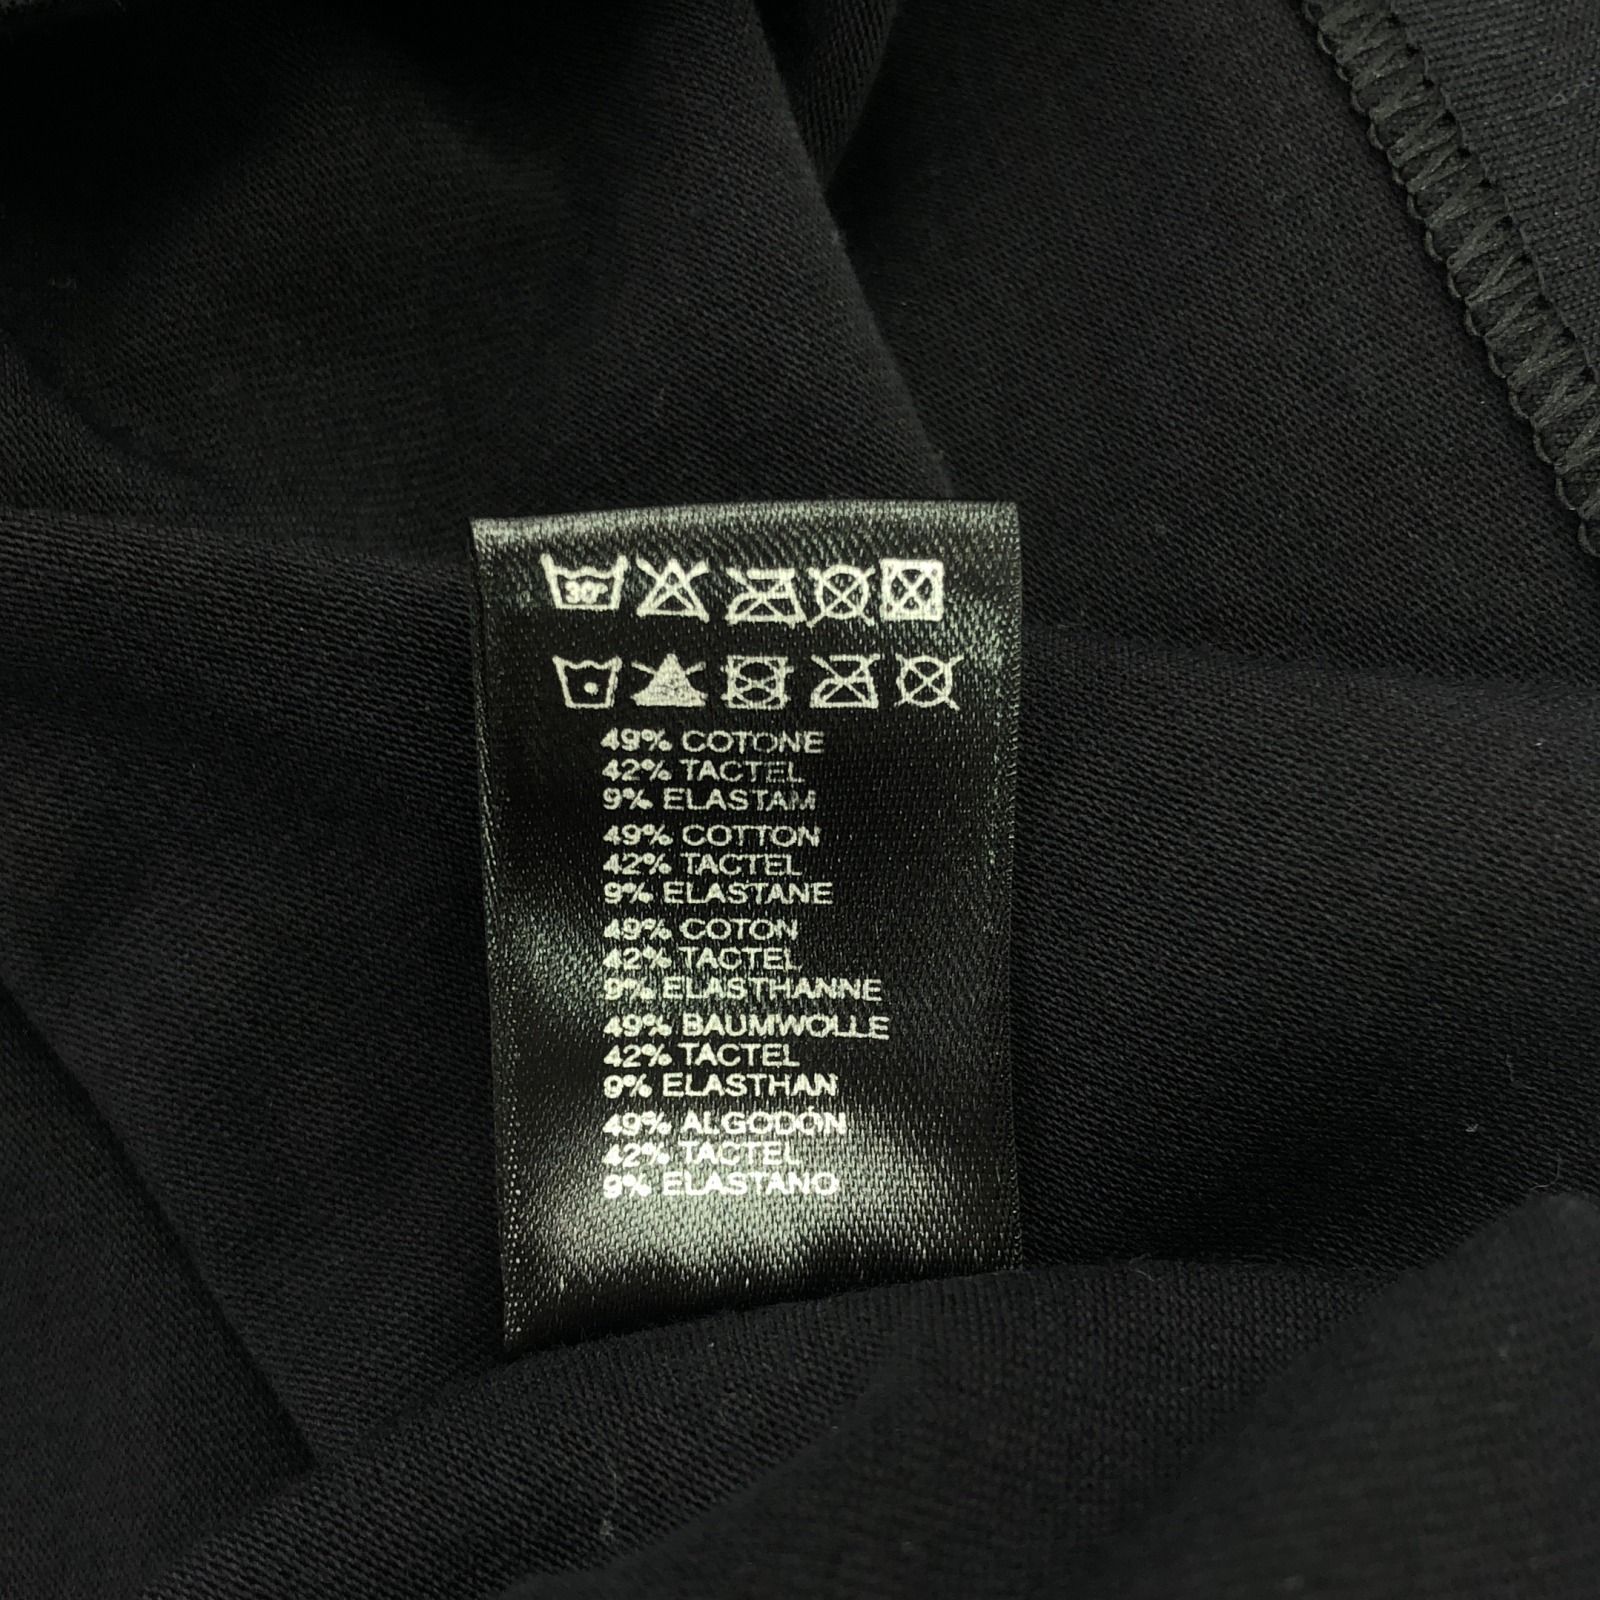 30°
49% COTONE
42% TACTEL
9% ELASTAM
49% COTTON
42% TACTEL
9% ELASTANE
49% COTON
42% TACTEL
9% ELASTHANNE
49% BAUMWOLLE
42% TACTEL
9% ELASTHAN
49% ALGODÓN
42% TACTEL
9% ELASTANO